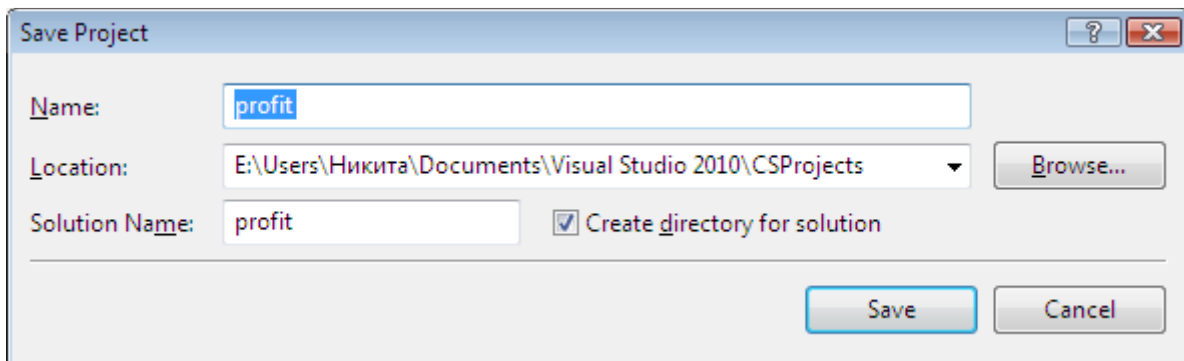 Save Project
Name: profit
Location: E:\Users\Никита\Documents\Visual Studio 2010\CSProjects Browse...
Solution Name: profit Create directory for solution
Save Cancel